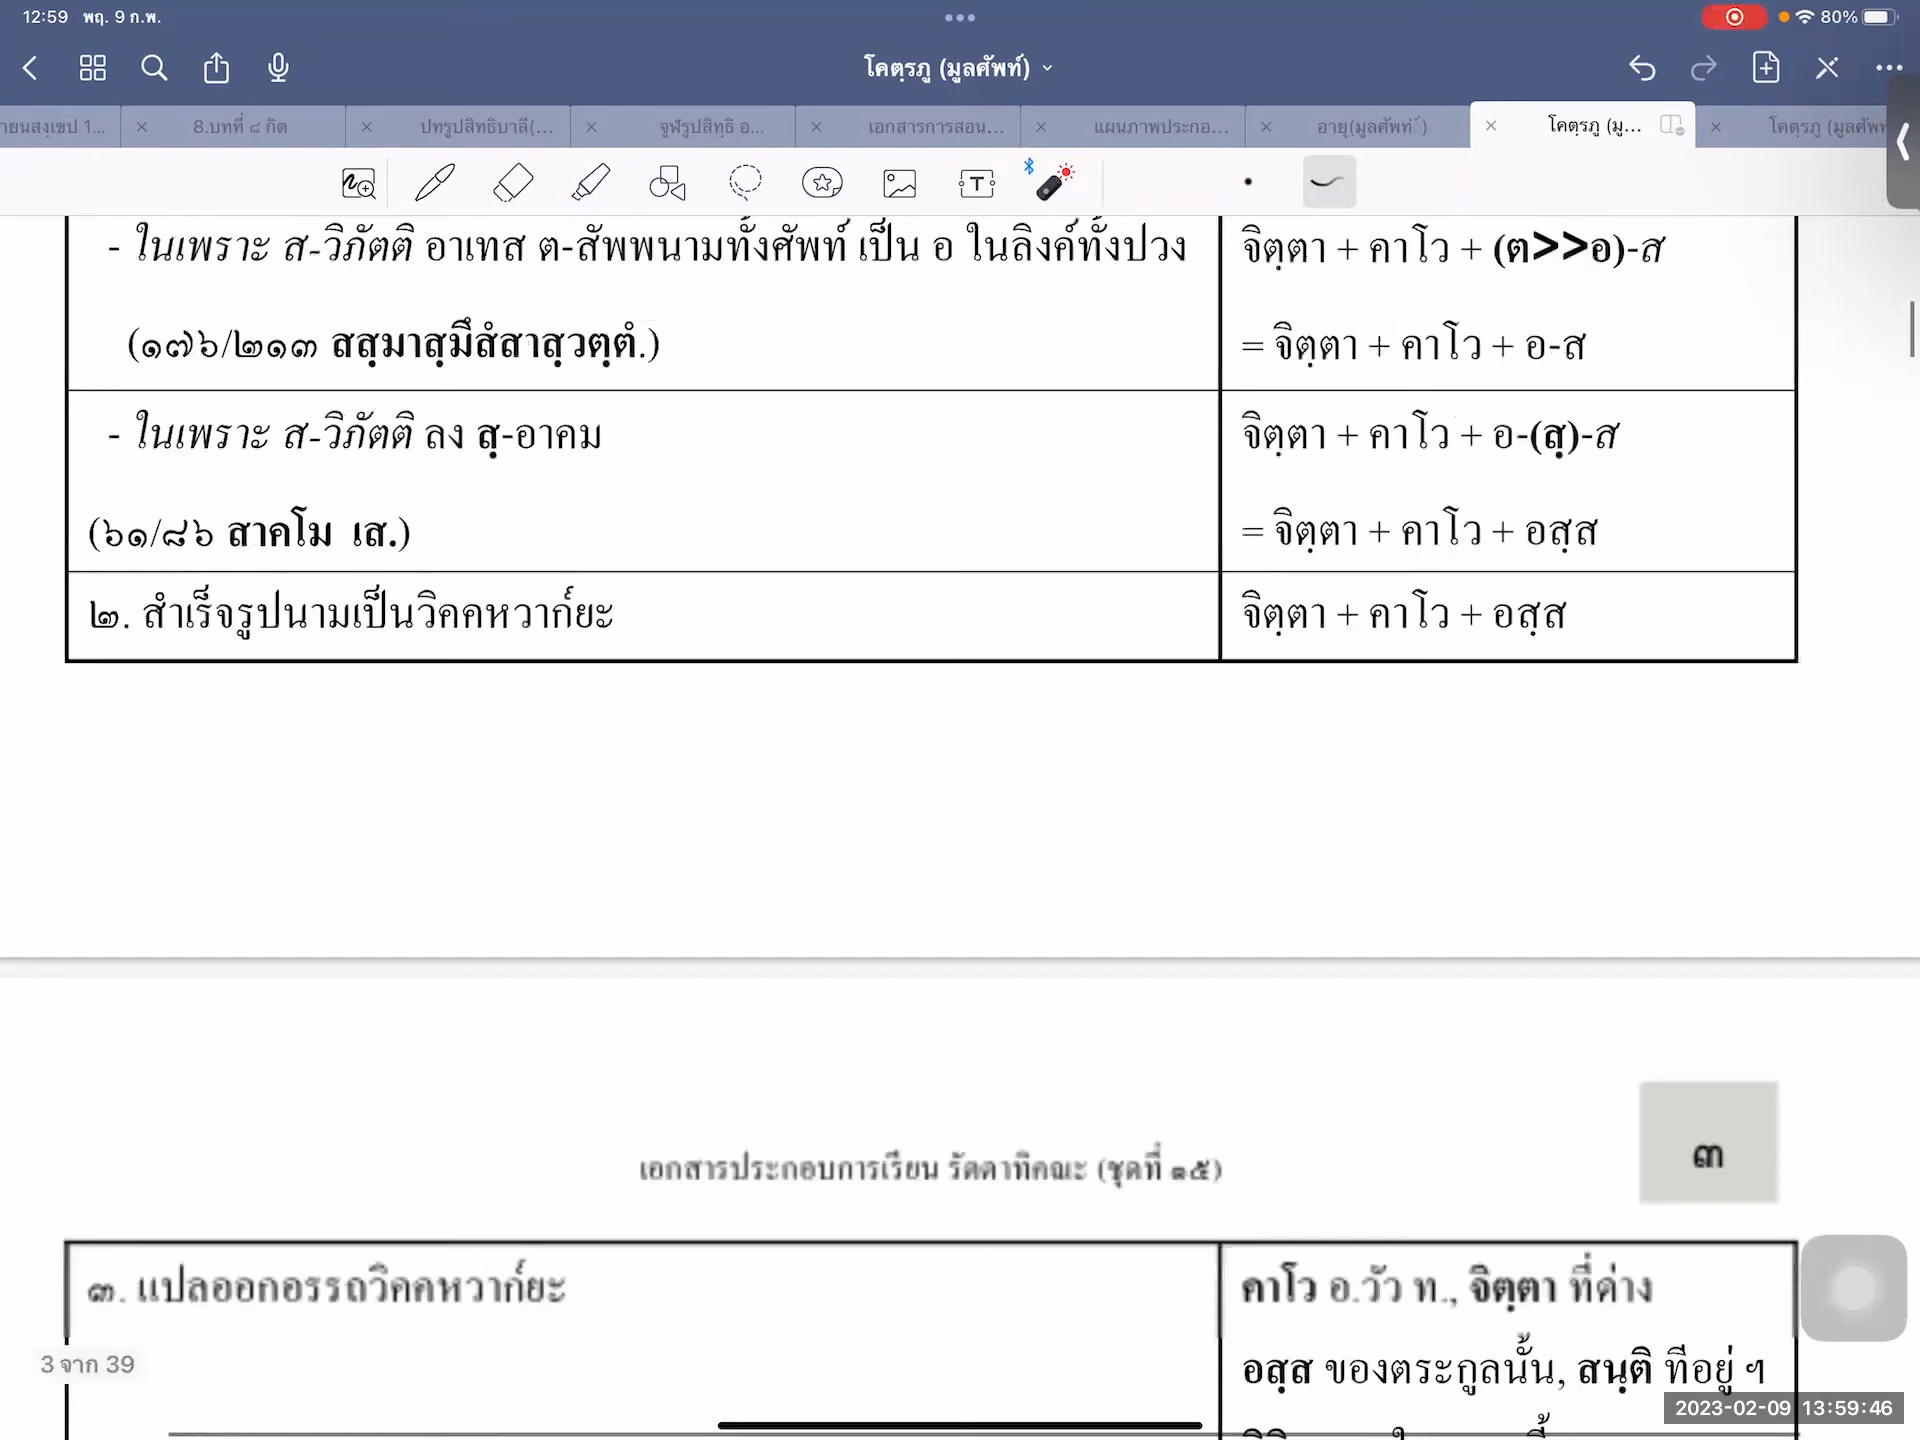 12:59 พฤ. 9 ก.พ.
80%
โคตฺรภู (มูลศัพท์)
ายนสงฺเขป 1...
8.บทที่ ๘ กิต
ปทรูปสิทธิบาลี(...
จูฬรูปสิทฺธิ อ...
เอกสารการสอน...
แผนภาพประกอ...
อายุ(มูลศัพท์์)
โคตฺรภู (มู...
โคตฺรภู (มูลศัพท
- ในเพราะ ส-วิภัตติ อาเทส ต-สัพพนามทั้งศัพท์ เป็น อ ในลิงค์ทั้งปวง
(๑๗๖/๒๑๓ สสฺมาสฺมึสํสาสฺวตฺตํ.)
จิตฺตา + คาโว + (ต>>อ)-ส
= จิตฺตา + คาโว + อ-ส
- ในเพราะ ส-วิภัตติ ลง สฺ-อาคม
(๖๑/๘๖ สาคโม เส.)
จิตฺตา + คาโว + อ-(สฺ)-ส
= จิตฺตา + คาโว + อสฺส
๒. สำเร็จรูปนามเป็นวิคคหวาก์ยะ
จิตฺตา + คาโว + อสฺส
๓
เอกสารประกอบการเรียน รัตตาทิคณะ (ชุดที่ ๑๕)
๓. แปลออกอรรถวิคคหวาก์ยะ
คาโว อ.วัว ท., จิตฺตา ที่ด่าง
อสฺส ของตระกูลนั้น, สนฺติ ทีอยู่ ฯ
3 จาก 39
2023-02-09 13:59:46